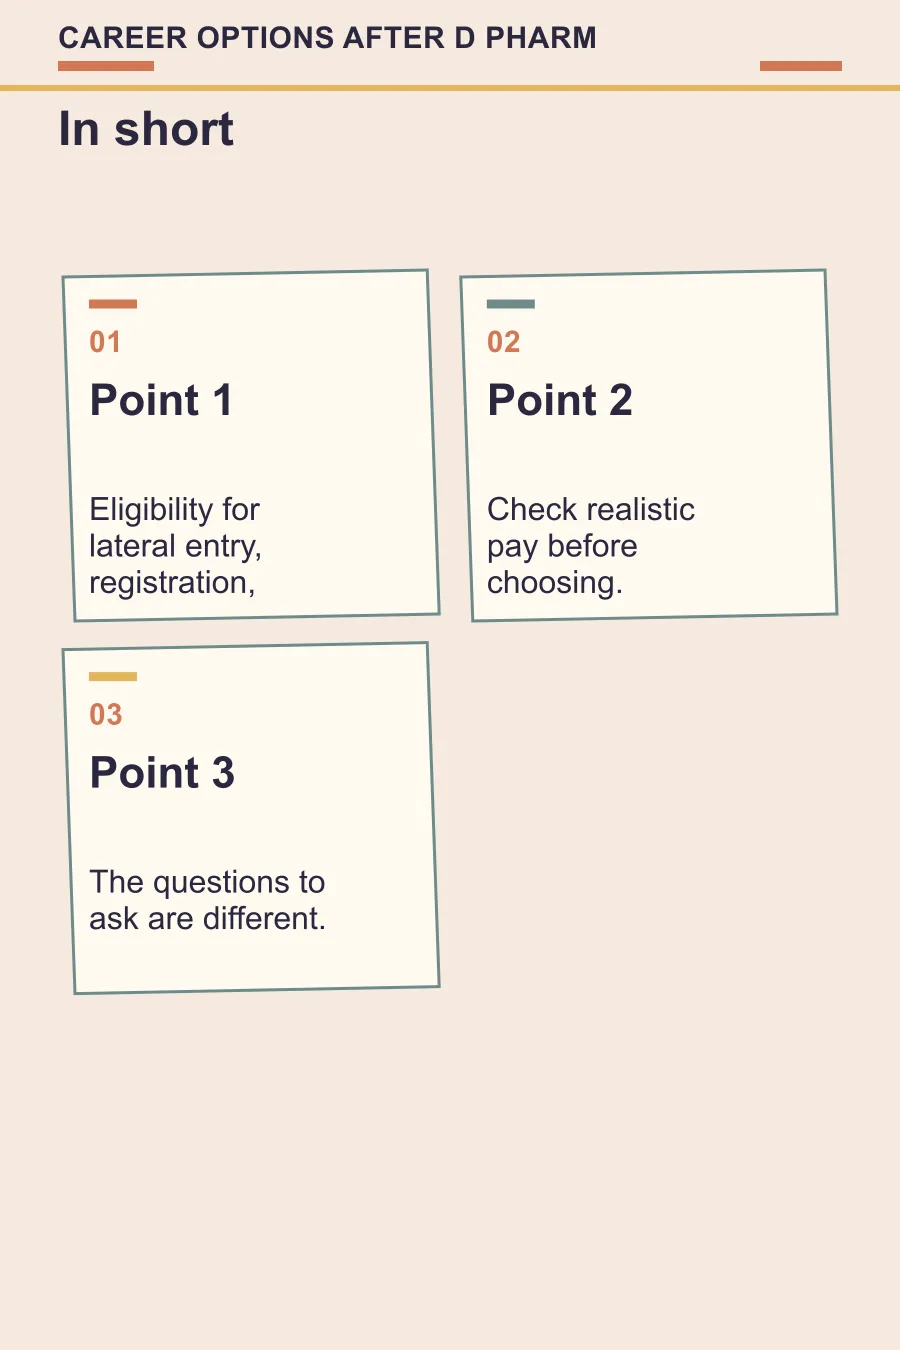 CAREER OPTIONS AFTER D PHARM
In short
01
Point 1
Eligibility for
lateral entry,
registration,
02
Point 2
Check realistic
pay before
choosing.
03
Point 3
The questions to
ask are different.